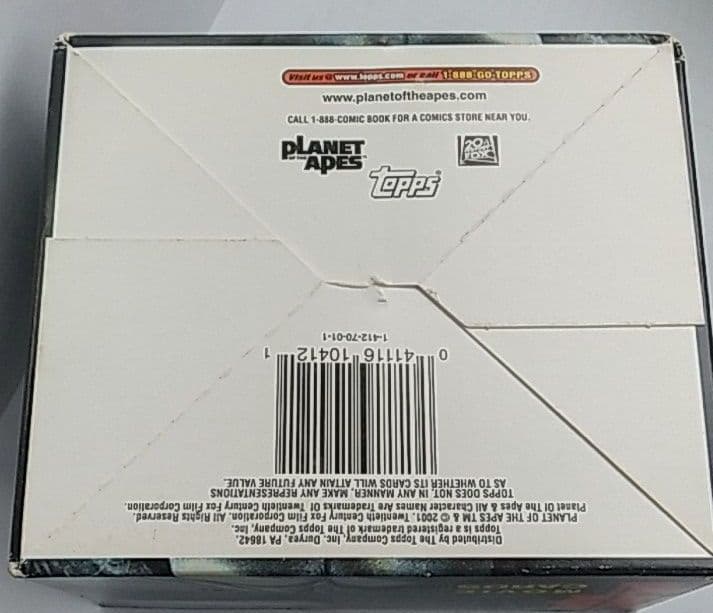 Visit us @ www.topps.com or call 1-888-GO-TOPPS
www.planetoftheapes.com
CALL 1-888-COMIC BOOK FOR A COMICS STORE NEAR YOU.
PLANET OF THE APES
20TH CENTURY FOX
Topps®
Distributed by The Topps Company, Inc. Duryea, PA 18642.
Topps is a registered trademark of The Topps Company, Inc.
PLANET OF THE APES TM & © 2001, Twentieth Century Fox Film Corporation. All Rights Reserved.
Planet Of The Apes & All Character Names Are Trademarks Of Twentieth Century Fox Film Corporation.
TOPPS DOES NOT, IN ANY MANNER, MAKE ANY REPRESENTATIONS
AS TO WHETHER ITS CARDS WILL ATTAIN ANY FUTURE VALUE.
0 41116 10412 1
1-412-70-01-1
MOVIE
CARDS